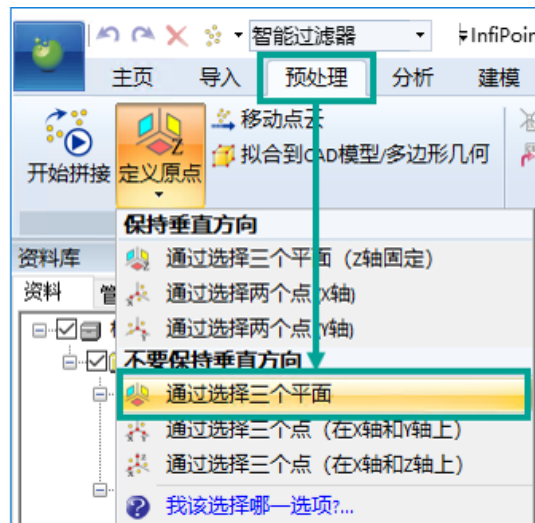 智能过滤器 InfiPoin
主页 导入 预处理 分析 建模
移动点云
开始拼接 定义原点 拟合到CAD模型/多边形几何
保持垂直方向
资料库 通过选择三个平面（Z轴固定）
资料 管 通过选择两个点(X轴)
通过选择两个点(Y轴)
不要保持垂直方向
通过选择三个平面
通过选择三个点（在X轴和Y轴上）
通过选择三个点（在X轴和Z轴上）
我该选择哪一选项?...